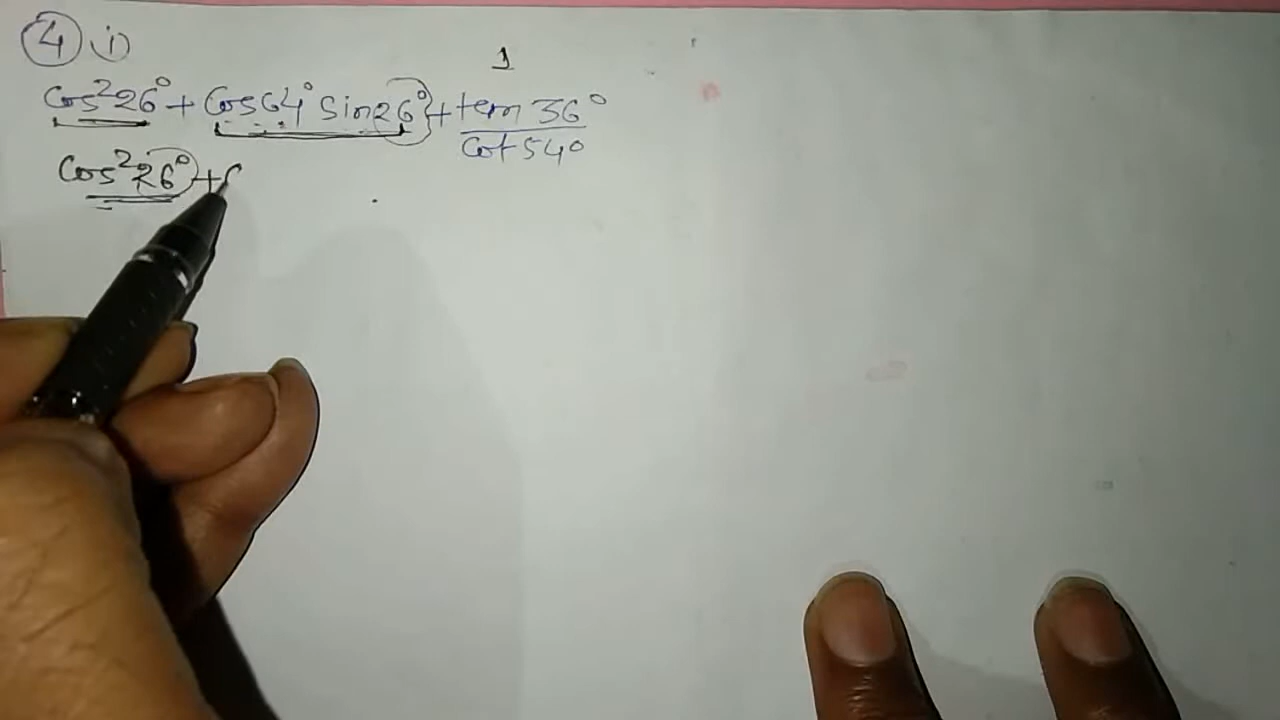 4 i)
1
cos²26° + cos64° sin26° + tan 36° / cot 54°
cos²26° + c